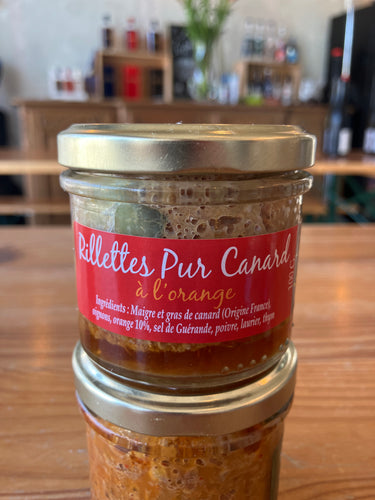 Rillettes Pur Canard
à l'orange
Ingrédients : Maigre et gras de canard (Origine France),
oignons, orange 10%, sel de Guérande, poivre, laurier, thym